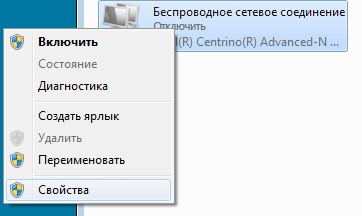 Беспроводное сетевое соединение
Отключить
(R) Centrino(R) Advanced-N ...
Включить
Состояние
Диагностика
Создать ярлык
Удалить
Переименовать
Свойства